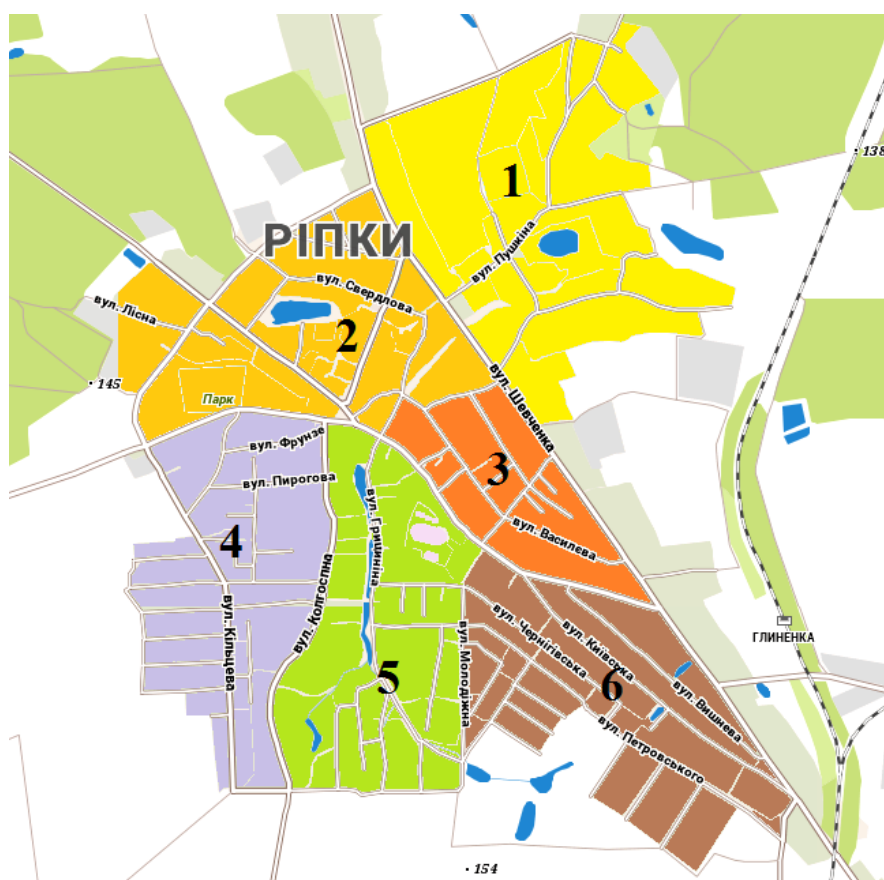 1
138
РІПКИ
вул. Пушкіна
вул. Свердлова
вул. Лісна
2
145
Парк
вул. Шевченка
вул. Фрунзе
3
вул. Пирогова
вул. Грициніна
4
вул. Василєва
вул. Колгоспна
вул. Кільцева
вул. Молодіжна
вул. Чернігівська
вул. Київська
ГЛИНЕНКА
5
6
вул. Вишнева
вул. Петровського
154